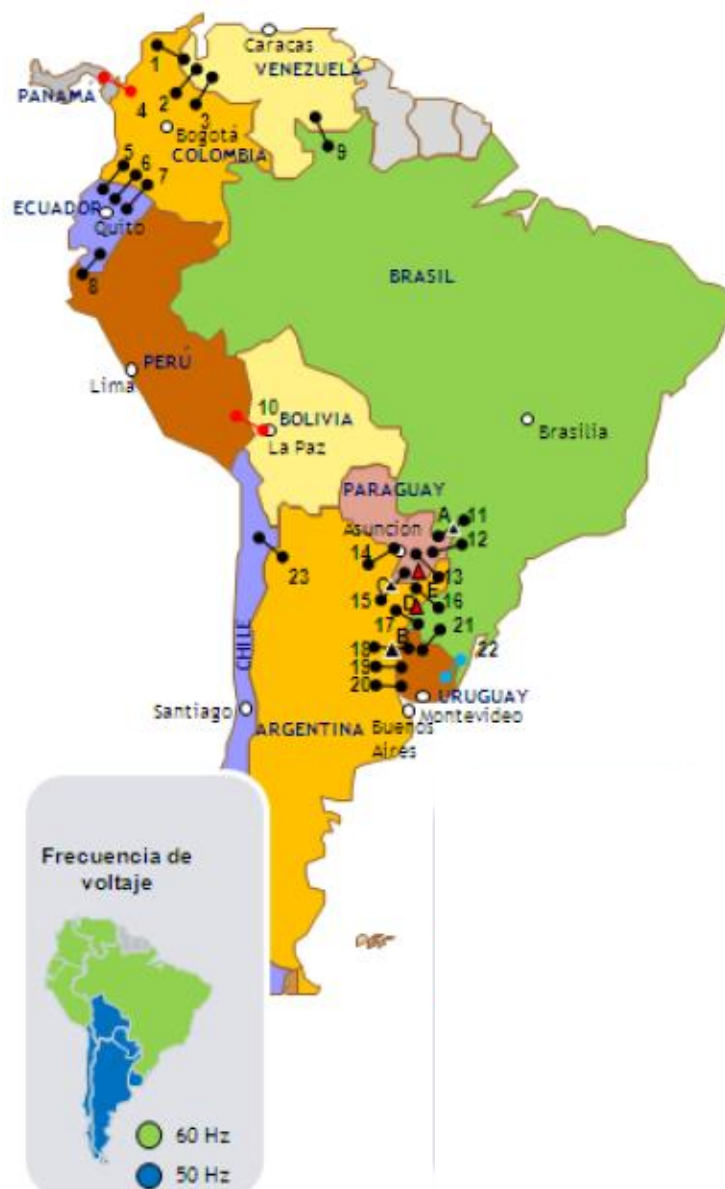 Caracas
VENEZUELA
1
PANAMÁ
4
2
3
Bogotá
COLOMBIA
9
5
6
7
ECUADOR
Quito
8
BRASIL
PERÚ
Lima
10
BOLIVIA
La Paz
Brasilia
PARAGUAY
A
11
Asunción
12
14
23
13
C
E
15
D
16
17
21
B
18
22
19
CHILE
20
URUGUAY
Santiago
Montevideo
ARGENTINA
Buenos
Aires
Frecuencia de
voltaje
60 Hz
50 Hz